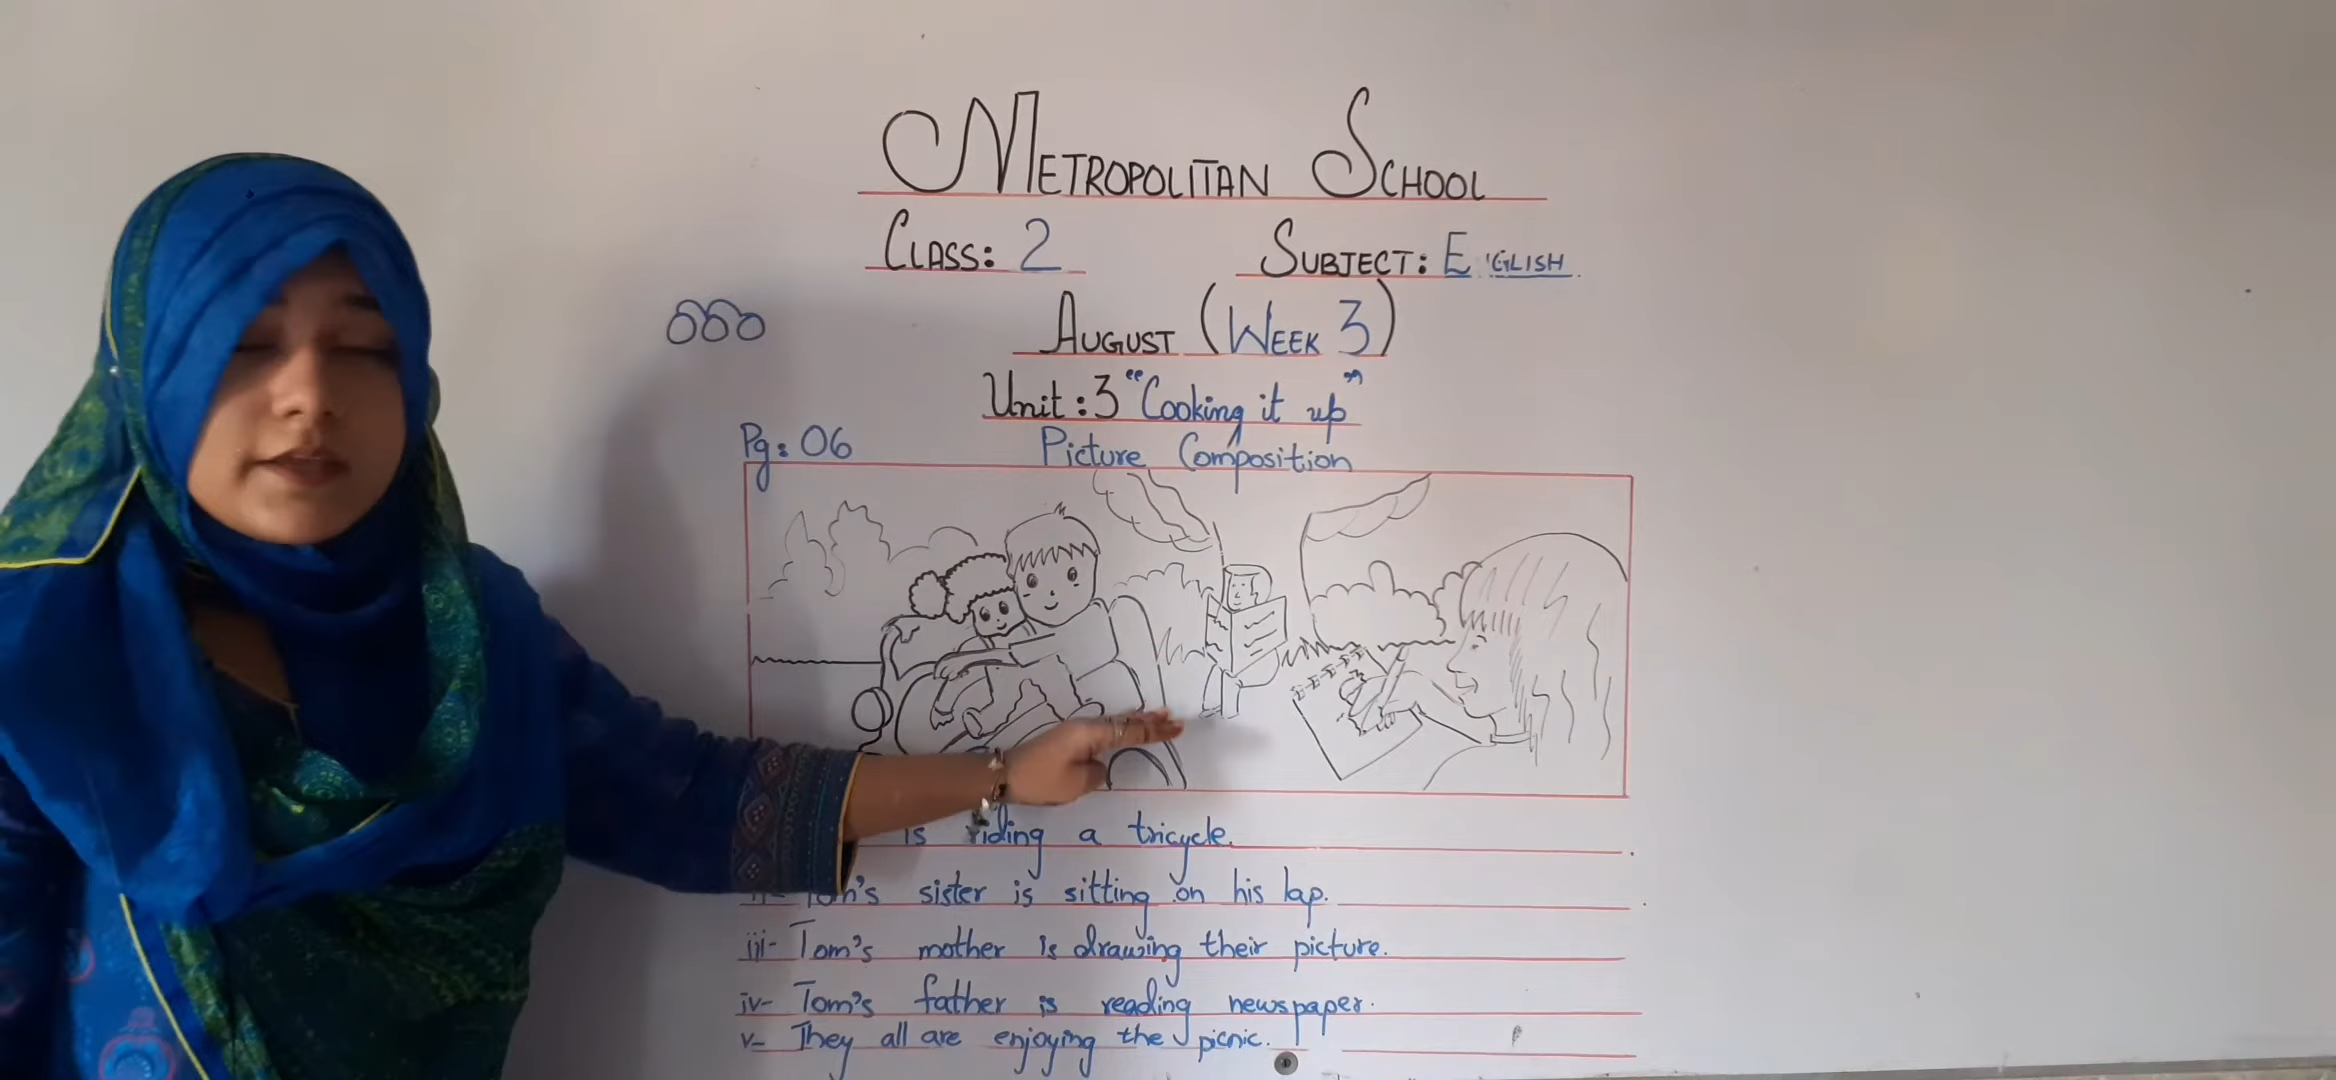 METROPOLITAN SCHOOL
CLASS: 2 SUBJECT: E GLISH
AUGUST (WEEK 3)
Unit: 3 "Cooking it up"
Pg: 06 Picture Composition
is riding a tricycle.
ii- Tom's sister is sitting on his lap.
iii- Tom's mother is drawing their picture.
iv- Tom's father is reading newspaper.
v- They all are enjoying the picnic.